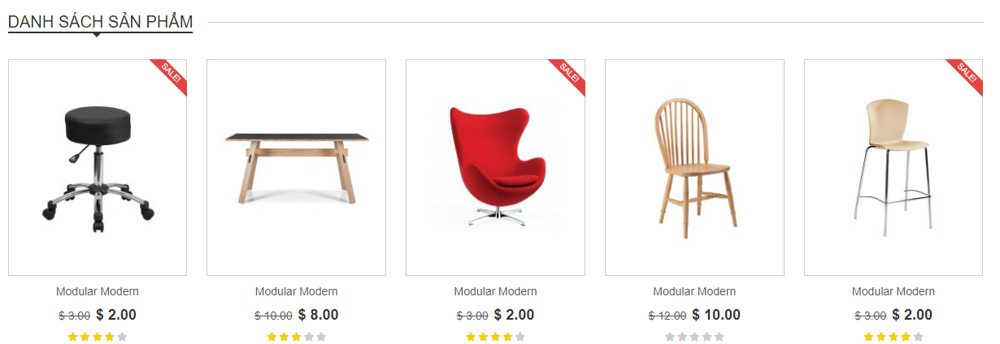 DANH SÁCH SẢN PHẨM
SALE!
SALE!
SALE!
Modular Modern
$ 3.00 $ 2.00
Modular Modern
$ 10.00 $ 8.00
Modular Modern
$ 3.00 $ 2.00
Modular Modern
$ 12.00 $ 10.00
Modular Modern
$ 3.00 $ 2.00